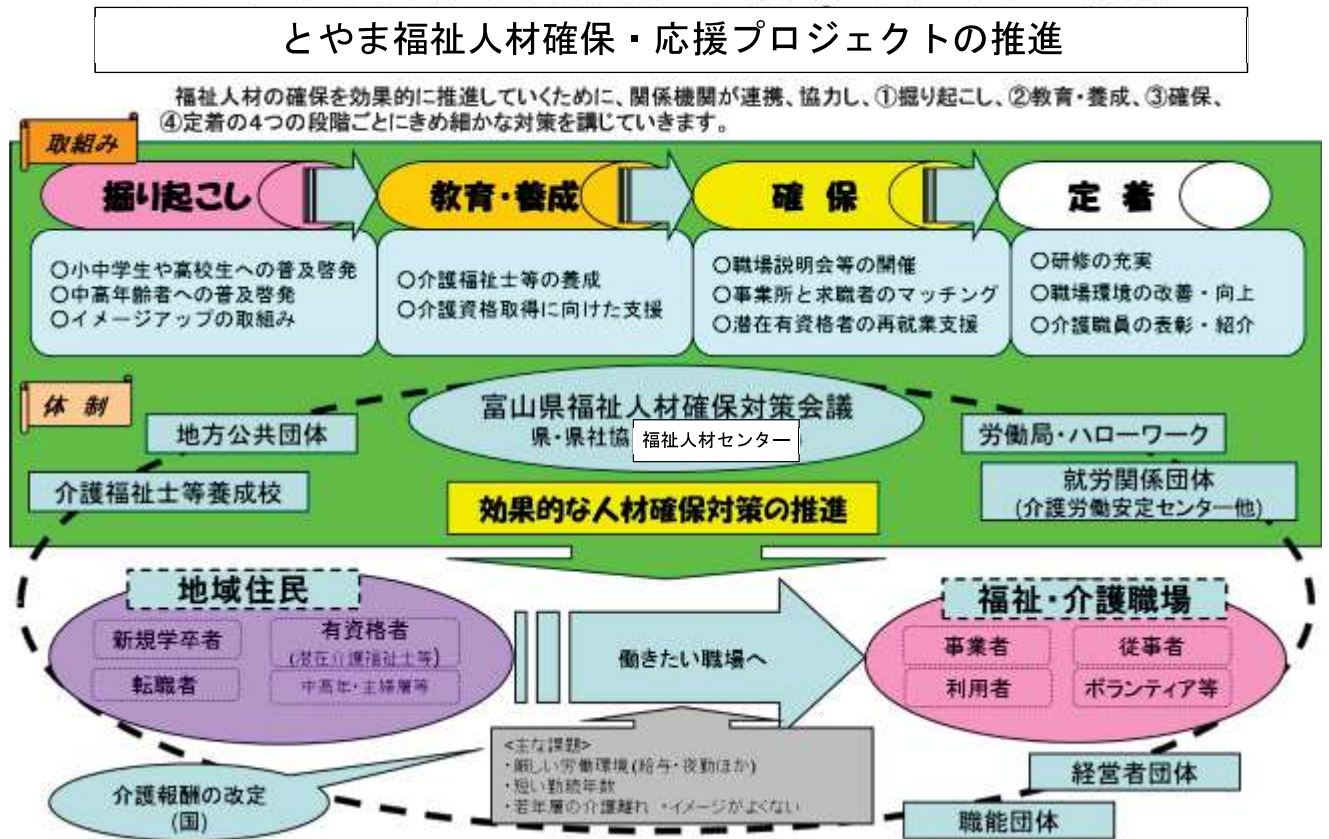 とやま福祉人材確保・応援プロジェクトの推進
福祉人材の確保を効果的に推進していくために、関係機関が連携、協力し、①掘り起こし、②教育・養成、③確保、
④定着の4つの段階ごとにきめ細かな対策を講じていきます。
取組み
掘り起こし
○小中学生や高校生への普及啓発
○中高年齢者への普及啓発
○イメージアップの取組み
教育・養成
○介護福祉士等の養成
○介護資格取得に向けた支援
確 保
○職場説明会等の開催
○事業所と求職者のマッチング
○潜在有資格者の再就業支援
定 着
○研修の充実
○職場環境の改善・向上
○介護職員の表彰・紹介
体 制
富山県福祉人材確保対策会議
県・県社協 福祉人材センター
地方公共団体
介護福祉士等養成校
労働局・ハローワーク
就労関係団体
(介護労働安定センター他)
効果的な人材確保対策の推進
地域住民
新規学卒者
有資格者
(潜在介護福祉士等)
転職者
中高年・主婦層等
働きたい職場へ
福祉・介護職場
事業者
従事者
利用者
ボランティア等
<主な課題>
・厳しい労働環境(給与・夜勤ほか)
・短い勤続年数
・若年層の介護離れ ・イメージがよくない
介護報酬の改定
(国)
経営者団体
職能団体